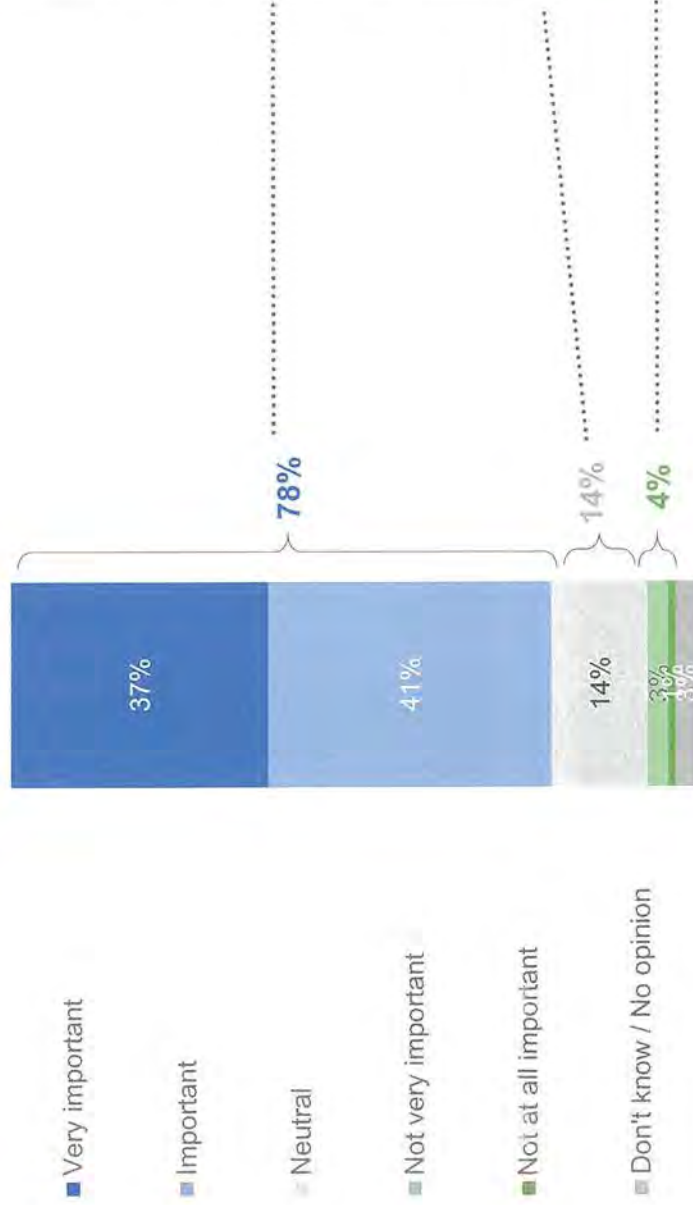 Very important
Important
Neutral
Not very important
Not at all important
Don't know / No opinion
37%
41%
14%
3%
78%
14%
4%